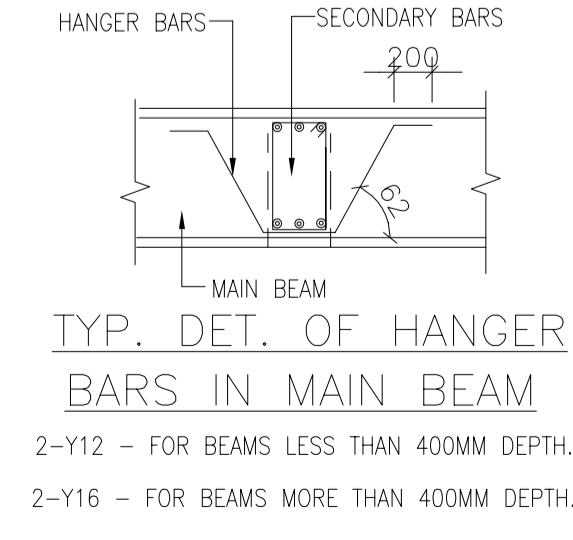 HANGER BARS
SECONDARY BARS
200
62
MAIN BEAM
TYP. DET. OF HANGER
BARS IN MAIN BEAM
2-Y12 - FOR BEAMS LESS THAN 400MM DEPTH.
2-Y16 - FOR BEAMS MORE THAN 400MM DEPTH.